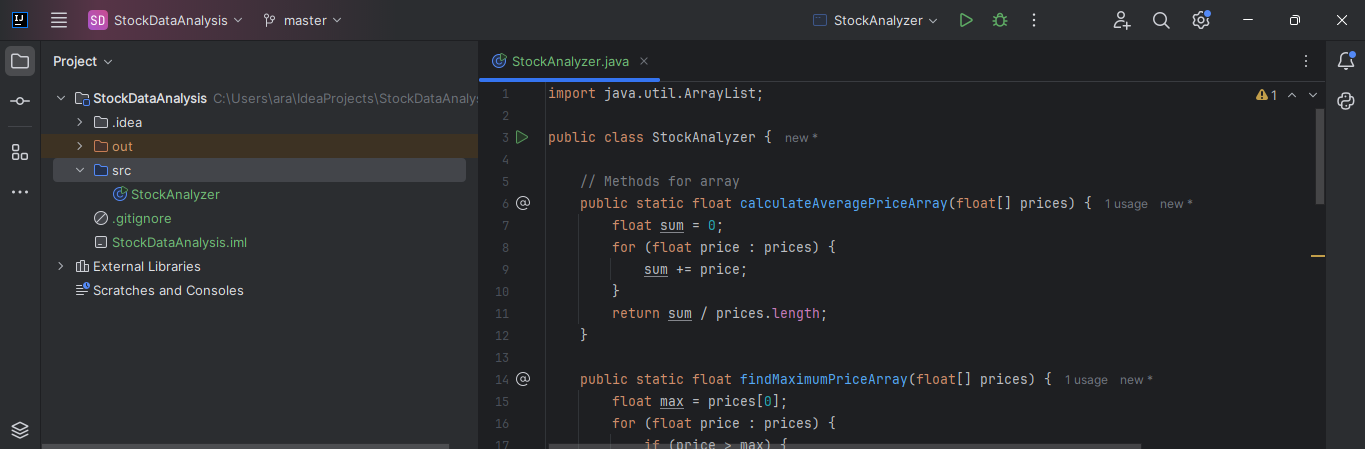 IJ SD StockDataAnalysis master StockAnalyzer
Project
StockDataAnalysis C:\Users\ara\IdeaProjects\StockDataAnalys
.idea
out
src
StockAnalyzer
.gitignore
StockDataAnalysis.iml
External Libraries
Scratches and Consoles
StockAnalyzer.java
1 import java.util.ArrayList;
1
2
3 public class StockAnalyzer { new *
4
5 // Methods for array
6 @ public static float calculateAveragePriceArray(float[] prices) { 1 usage new *
7 float sum = 0;
8 for (float price : prices) {
9 sum += price;
10 }
11 return sum / prices.length;
12 }
13
14 @ public static float findMaximumPriceArray(float[] prices) { 1 usage new *
15 float max = prices[0];
16 for (float price : prices) {
17 if (price > max) {